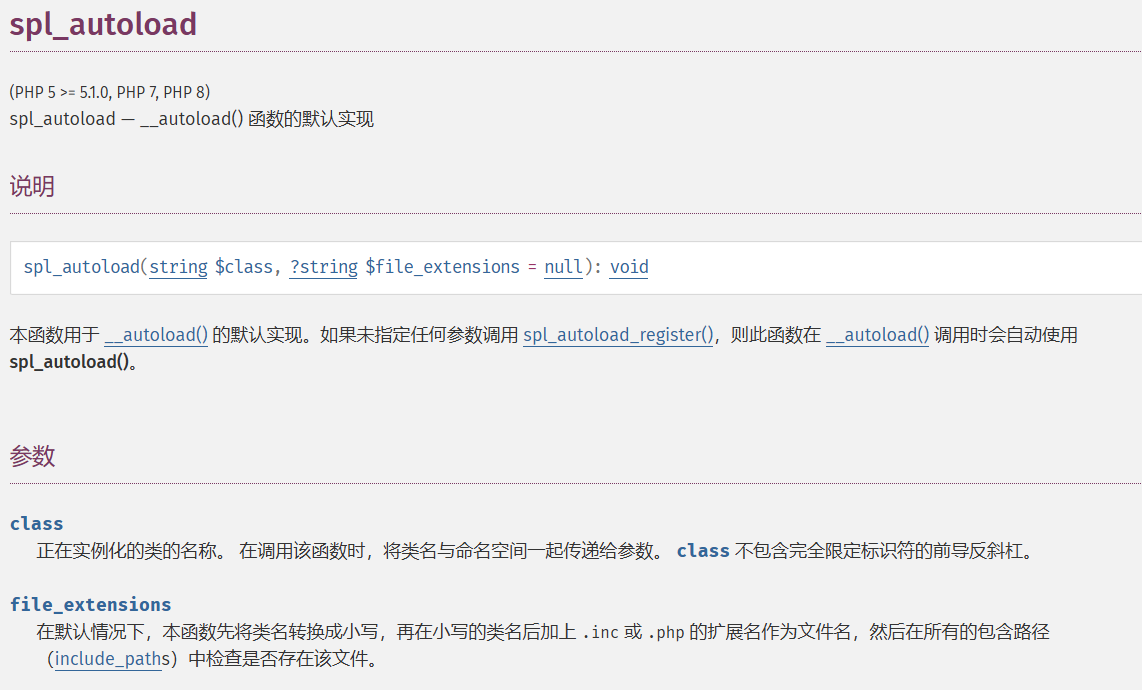 spl_autoload
(PHP 5 >= 5.1.0, PHP 7, PHP 8)
spl_autoload — __autoload() 函数的默认实现
说明
spl_autoload(string $class, ?string $file_extensions = null): void
本函数用于 __autoload() 的默认实现。如果未指定任何参数调用 spl_autoload_register()，则此函数在 __autoload() 调用时会自动使用
spl_autoload()。
参数
class
正在实例化的类的名称。 在调用该函数时，将类名与命名空间一起传递给参数。 class 不包含完全限定标识符的前导反斜杠。
file_extensions
在默认情况下，本函数先将类名转换成小写，再在小写的类名后加上 .inc 或 .php 的扩展名作为文件名，然后在所有的包含路径
（include_paths）中检查是否存在该文件。